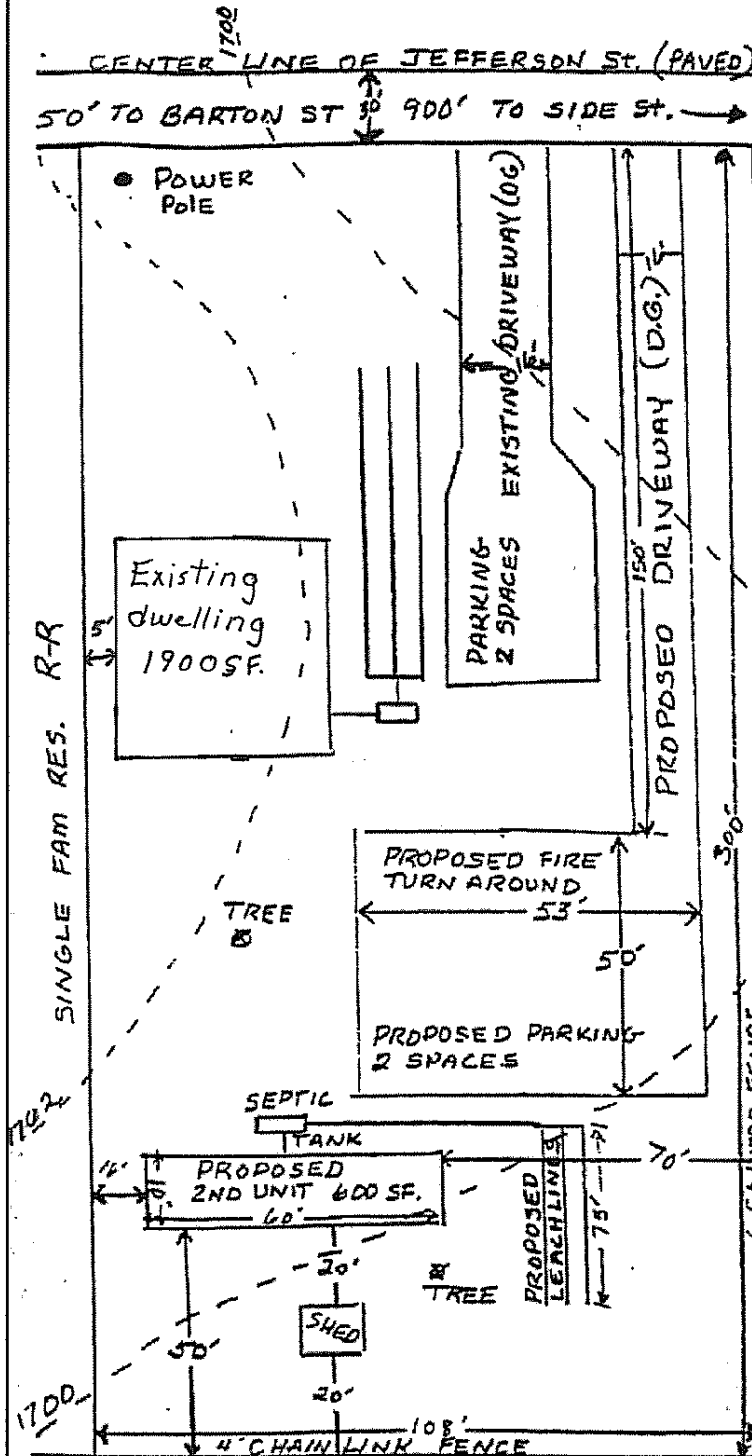 1700
CENTER LINE OF JEFFERSON St. (PAVED)
50' TO BARTON ST 30' 900' TO SIDE St.
POWER
POLE
EXISTING DRIVEWAY (DG)
PARKING
2 SPACES
PROPOSED DRIVEWAY (D.G.)
150'
300'
Existing
dwelling
1900 SF.
5'
SINGLE FAM RES. R-R
PROPOSED FIRE
TURN AROUND
53'
50'
TREE
PROPOSED PARKING
2 SPACES
1702
SEPTIC
TANK
PROPOSED
2ND UNIT 600 SF.
10'
60'
70'
PROPOSED
LEACHLINES
75'
20'
TREE
SHED
50'
20'
1700
108'
4' CHAIN LINK FENCE